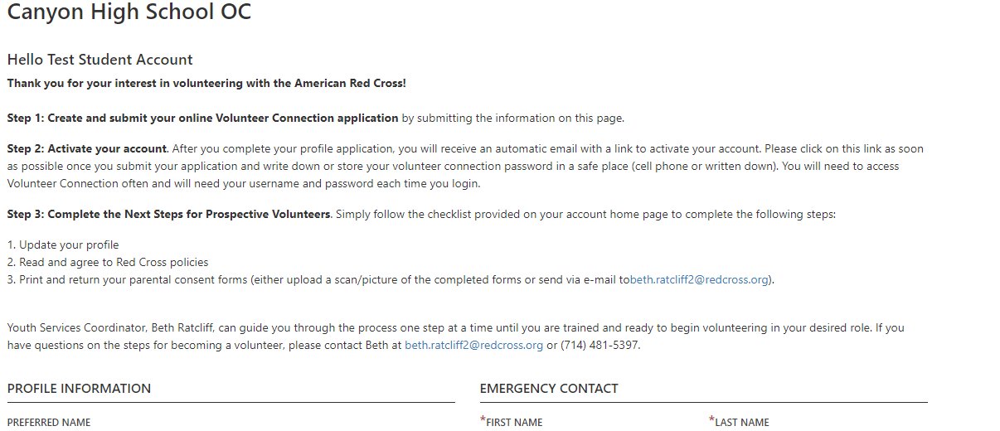 Canyon High School OC
Hello Test Student Account
Thank you for your interest in volunteering with the American Red Cross!
Step 1: Create and submit your online Volunteer Connection application by submitting the information on this page.
Step 2: Activate your account. After you complete your profile application, you will receive an automatic email with a link to activate your account. Please click on this link as soon
as possible once you submit your application and write down or store your volunteer connection password in a safe place (cell phone or written down). You will need to access
Volunteer Connection often and will need your username and password each time you login.
Step 3: Complete the Next Steps for Prospective Volunteers. Simply follow the checklist provided on your account home page to complete the following steps:
1. Update your profile
2. Read and agree to Red Cross policies
3. Print and return your parental consent forms (either upload a scan/picture of the completed forms or send via e-mail tobeth.ratcliff2@redcross.org).
Youth Services Coordinator, Beth Ratcliff, can guide you through the process one step at a time until you are trained and ready to begin volunteering in your desired role. If you
have questions on the steps for becoming a volunteer, please contact Beth at beth.ratcliff2@redcross.org or (714) 481-5397.
PROFILE INFORMATION
PREFERRED NAME
EMERGENCY CONTACT
*FIRST NAME *LAST NAME